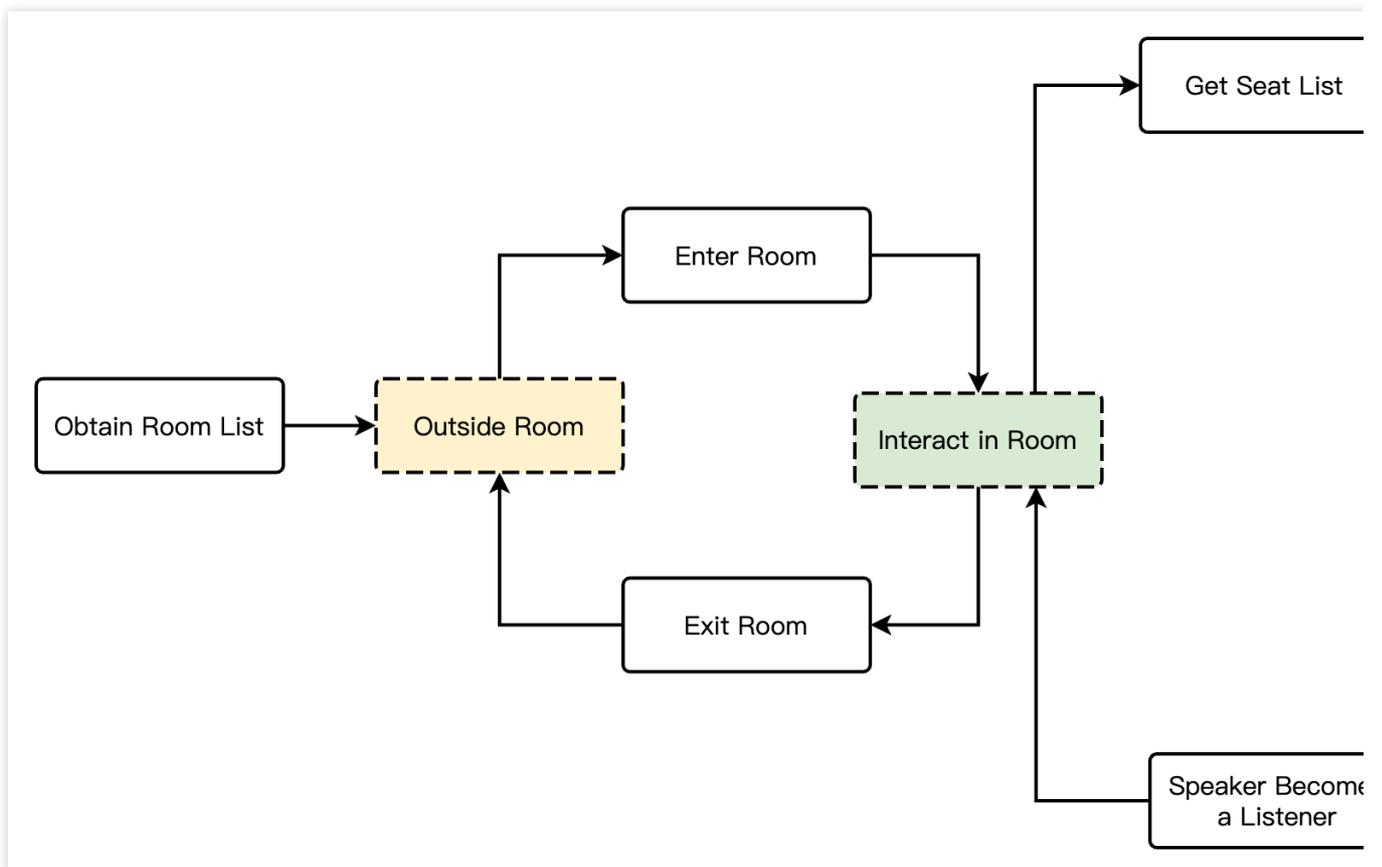 Get Seat List
Enter Room
Obtain Room List
Outside Room
Interact in Room
Exit Room
Speaker Become
a Listener